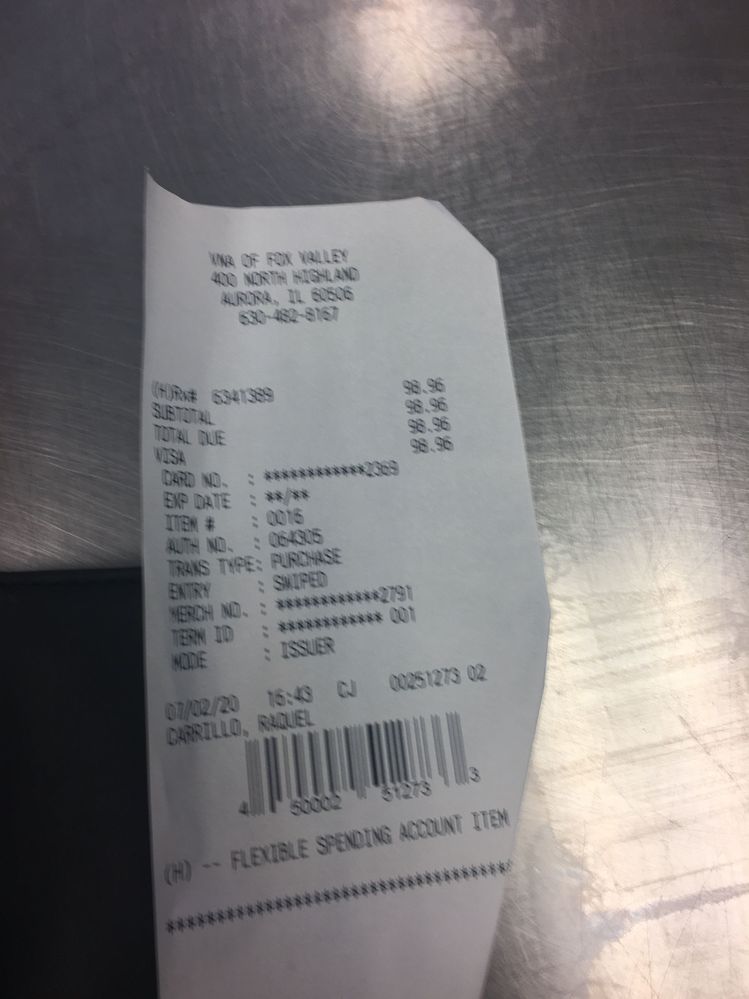 VNA OF FOX VALLEY
400 NORTH HIGHLAND
AURORA, IL 60506
630-482-8167
(H)Rx# 6341389 98.96
SUBTOTAL 98.96
TOTAL DUE 98.96
VISA 98.96
CARD NO. : ************2369
EXP DATE : **/**
ITEM # : 0016
AUTH NO. : 064305
TRANS TYPE: PURCHASE
ENTRY : SWIPED
MERCH NO. : ************2791
TERM ID : ************ 001
MODE : ISSUER
07/02/20 16:43 CJ 00251273 02
CARRILLO, RAQUEL
4 50002 51273 3
(H) -- FLEXIBLE SPENDING ACCOUNT ITEM
************************************